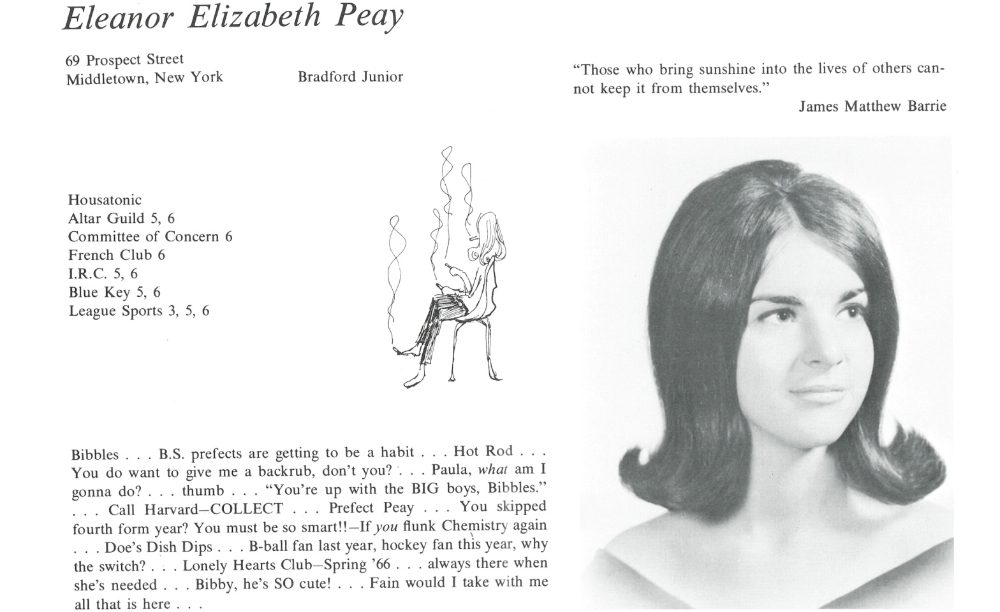 Eleanor Elizabeth Peay
69 Prospect Street
Middletown, New York
Bradford Junior
"Those who bring sunshine into the lives of others can-
not keep it from themselves."
James Matthew Barrie
Housatonic
Altar Guild 5, 6
Committee of Concern 6
French Club 6
I.R.C. 5, 6
Blue Key 5, 6
League Sports 3, 5, 6
Bibbles . . . B.S. prefects are getting to be a habit . . . Hot Rod . . .
You do want to give me a backrub, don't you? . . . Paula, what am I
gonna do? . . . thumb . . . "You're up with the BIG boys, Bibbles."
. . . Call Harvard—COLLECT . . . Prefect Peay . . . You skipped
fourth form year? You must be so smart!!—If you flunk Chemistry again
. . . Doe's Dish Dips . . . B-ball fan last year, hockey fan this year, why
the switch? . . . Lonely Hearts Club—Spring '66 . . . always there when
she's needed . . . Bibby, he's SO cute! . . . Fain would I take with me
all that is here . . .